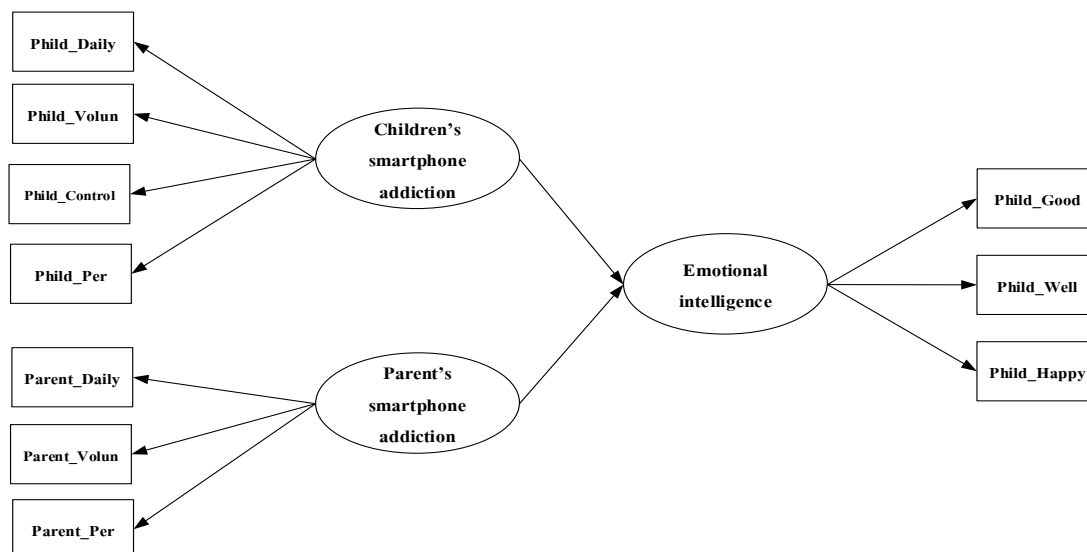 Phild_Daily
Phild_Volun
Phild_Control
Phild_Per
Children’s
smartphone
addiction
Parent_Daily
Parent_Volun
Parent_Per
Parent’s
smartphone
addiction
Emotional
intelligence
Phild_Good
Phild_Well
Phild_Happy